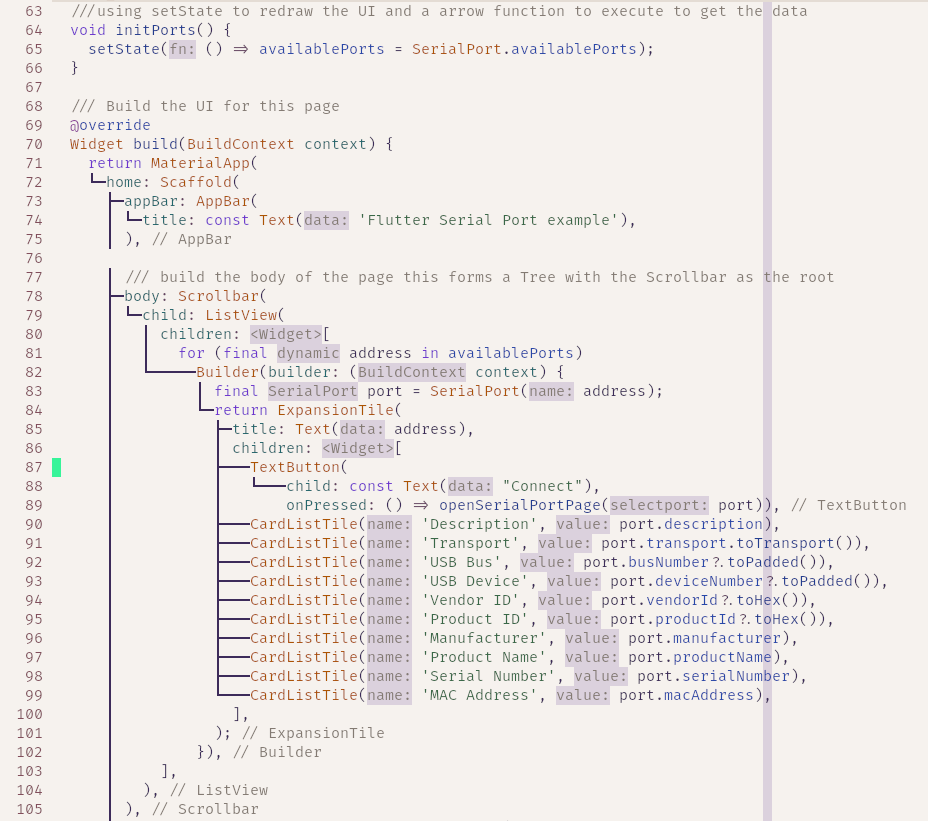 63 ///using setState to redraw the UI and a arrow function to execute to get the data
64 void initPorts() {
65 setState(fn: () => availablePorts = SerialPort.availablePorts);
66 }
67
68 /// Build the UI for this page
69 @override
70 Widget build(BuildContext context) {
71 return MaterialApp(
72 home: Scaffold(
73 appBar: AppBar(
74 title: const Text(data: 'Flutter Serial Port example'),
75 ), // AppBar
76
77 /// build the body of the page this forms a Tree with the Scrollbar as the root
78 body: Scrollbar(
79 child: ListView(
80 children: <Widget>[
81 for (final dynamic address in availablePorts)
82 Builder(builder: (BuildContext context) {
83 final SerialPort port = SerialPort(name: address);
84 return ExpansionTile(
85 title: Text(data: address),
86 children: <Widget>[
87 TextButton(
88 child: const Text(data: "Connect"),
89 onPressed: () => openSerialPortPage(selectport: port)), // TextButton
90 CardListTile(name: 'Description', value: port.description),
91 CardListTile(name: 'Transport', value: port.transport.toTransport()),
92 CardListTile(name: 'USB Bus', value: port.busNumber?.toPadded()),
93 CardListTile(name: 'USB Device', value: port.deviceNumber?.toPadded()),
94 CardListTile(name: 'Vendor ID', value: port.vendorId?.toHex()),
95 CardListTile(name: 'Product ID', value: port.productId?.toHex()),
96 CardListTile(name: 'Manufacturer', value: port.manufacturer),
97 CardListTile(name: 'Product Name', value: port.productName),
98 CardListTile(name: 'Serial Number', value: port.serialNumber),
99 CardListTile(name: 'MAC Address', value: port.macAddress),
100 ],
101 ); // ExpansionTile
102 }), // Builder
103 ],
104 ), // ListView
105 ), // Scrollbar